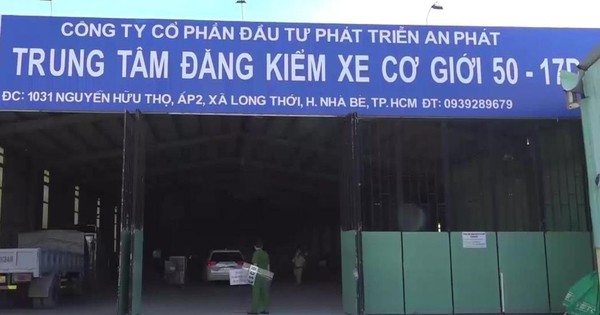 CÔNG TY CỔ PHẦN ĐẦU TƯ PHÁT TRIỂN AN PHÁT
TRUNG TÂM ĐĂNG KIỂM XE CƠ GIỚI 50 - 17D
ĐC: 1031 NGUYỄN HỮU THỌ, ẤP2, XÃ LONG THỚI, H. NHÀ BÈ, TP.HCM ĐT: 0939289679